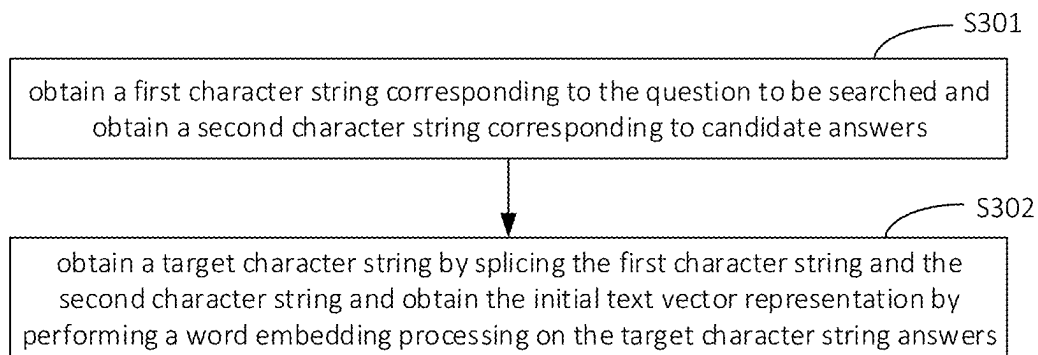 S301
obtain a first character string corresponding to the question to be searched and
obtain a second character string corresponding to candidate answers
S302
obtain a target character string by splicing the first character string and the
second character string and obtain the initial text vector representation by
performing a word embedding processing on the target character string answers